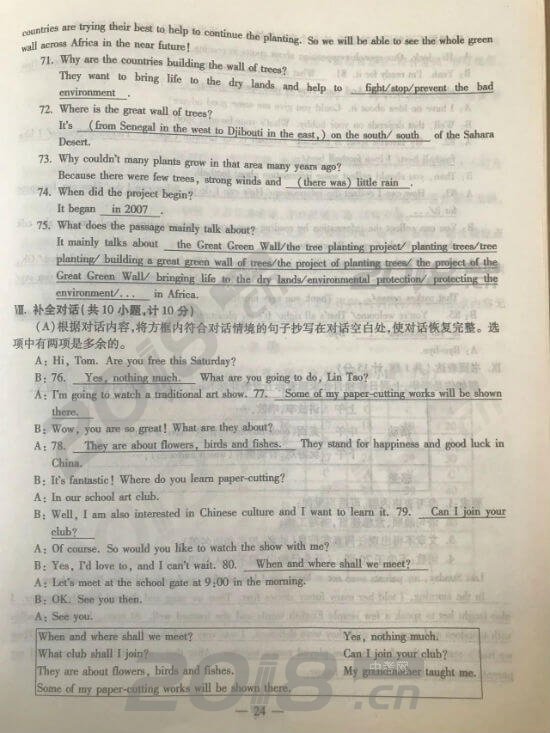 countries are trying their best to help to continue the planting. So we will be able to see the whole green
wall across Africa in the near future!
71. Why are the countries building the wall of trees?
They want to bring life to the dry lands and help to fight/stop/prevent the bad
environment .
72. Where is the great wall of trees?
It's (from Senegal in the west to Djibouti in the east,) on the south/ south of the Sahara
Desert.
73. Why couldn't many plants grow in that area many years ago?
Because there were few trees, strong winds and (there was) little rain .
74. When did the project begin?
It began in 2007 .
75. What does the passage mainly talk about?
It mainly talks about the Great Green Wall/the tree planting project/ planting trees/tree
planting/ building a great green wall of trees/the project of planting trees/ the project of the
Great Green Wall/ bringing life to the dry lands/environmental protection/ protecting the
environment/... in Africa.
Ⅷ. 补全对话(共10小题,计10分)
(A)根据对话内容,将方框内符合对话情境的句子抄写在对话空白处,使对话恢复完整。选
项中有两项是多余的。
A: Hi, Tom. Are you free this Saturday?
B: 76. Yes, nothing much. What are you going to do, Lin Tao?
A: I'm going to watch a traditional art show. 77. Some of my paper-cutting works will be shown
there.
B: Wow, you are so great! What are they about?
A: 78. They are about flowers, birds and fishes. They stand for happiness and good luck in
China.
B: It's fantastic! Where do you learn paper-cutting?
A: In our school art club.
B: Well, I am also interested in Chinese culture and I want to learn it. 79. Can I join your
club?
A: Of course. So would you like to watch the show with me?
B: Yes, I'd love to, and I can't wait. 80. When and where shall we meet?
A: Let's meet at the school gate at 9:00 in the morning.
B: OK. See you then.
A: See you.
When and where shall we meet? Yes, nothing much.
What club shall I join? Can I join your club?
They are about flowers, birds and fishes. My grandmother taught me.
Some of my paper-cutting works will be shown there.
— 24 —
2018.cn
中考网